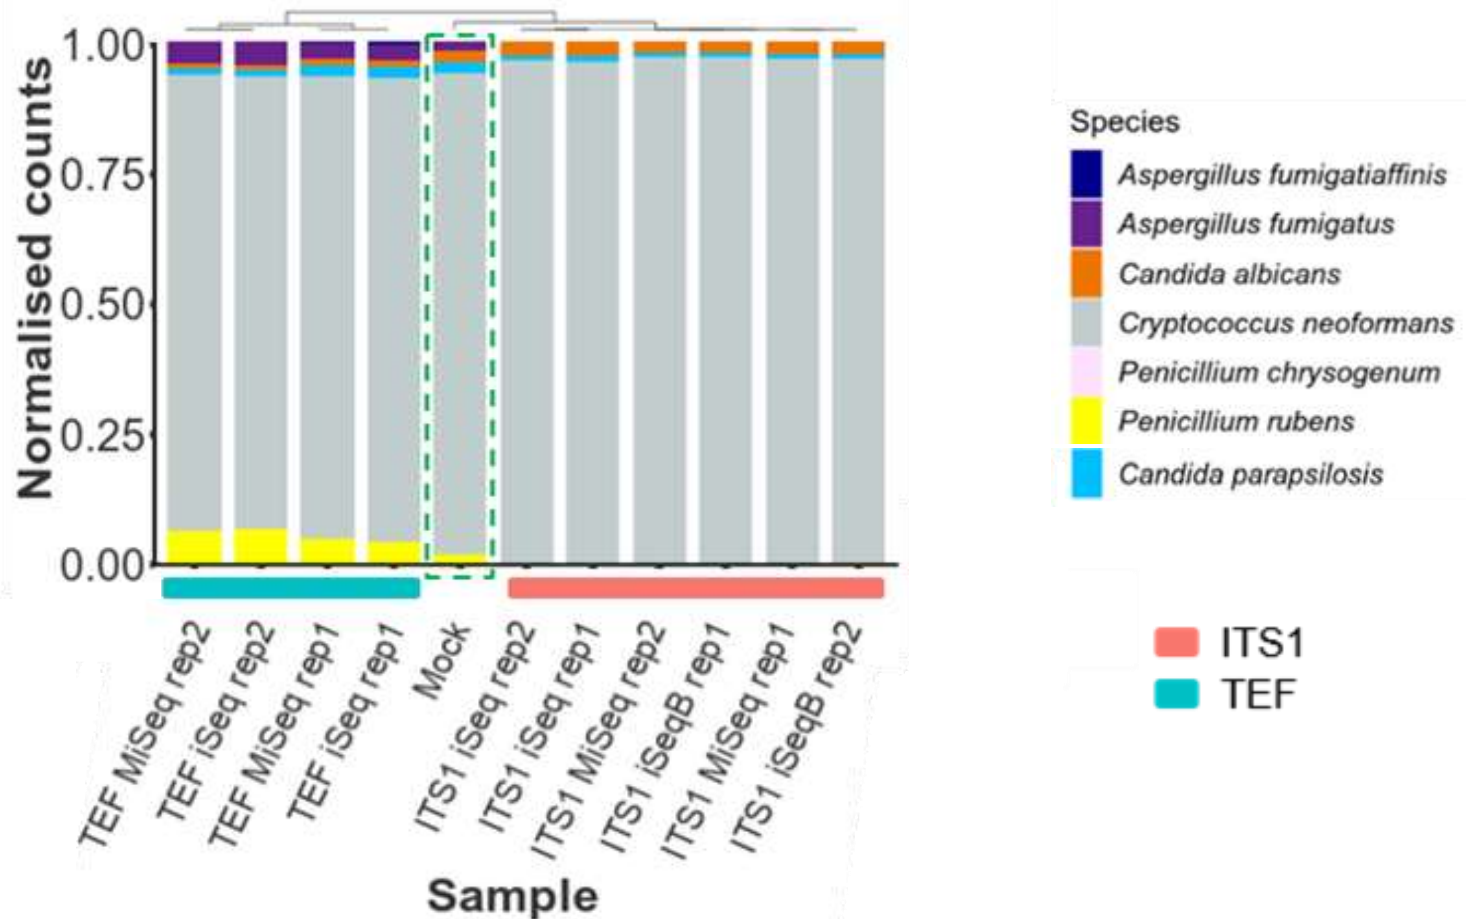 Normalised counts
1.00
0.75
0.50
0.25
0.00
TEF MiSeq rep2
TEF iSeq rep2
TEF MiSeq rep1
TEF iSeq rep1
Mock
ITS1 iSeq rep2
ITS1 iSeq rep1
ITS1 MiSeq rep2
ITS1 iSeqB rep1
ITS1 MiSeq rep1
ITS1 iSeqB rep2
Sample
Species
Aspergillus fumigatiaffinis
Aspergillus fumigatus
Candida albicans
Cryptococcus neoformans
Penicillium chrysogenum
Penicillium rubens
Candida parapsilosis
ITS1
TEF